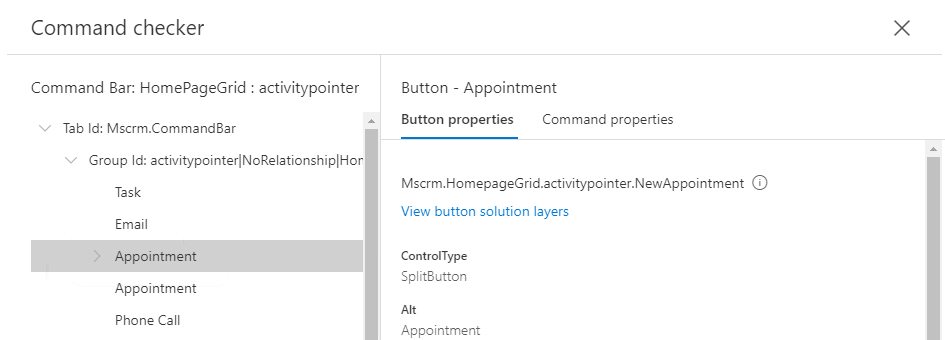 Command checker
Command Bar: HomePageGrid : activitypointer
Tab Id: Mscrm.CommandBar
Group Id: activitypointer|NoRelationship|Hor
Task
Email
Appointment
Appointment
Phone Call
Button - Appointment
Button properties
Command properties
Mscrm.HomepageGrid.activitypointer.NewAppointment
View button solution layers
ControlType
SplitButton
Alt
Appointment